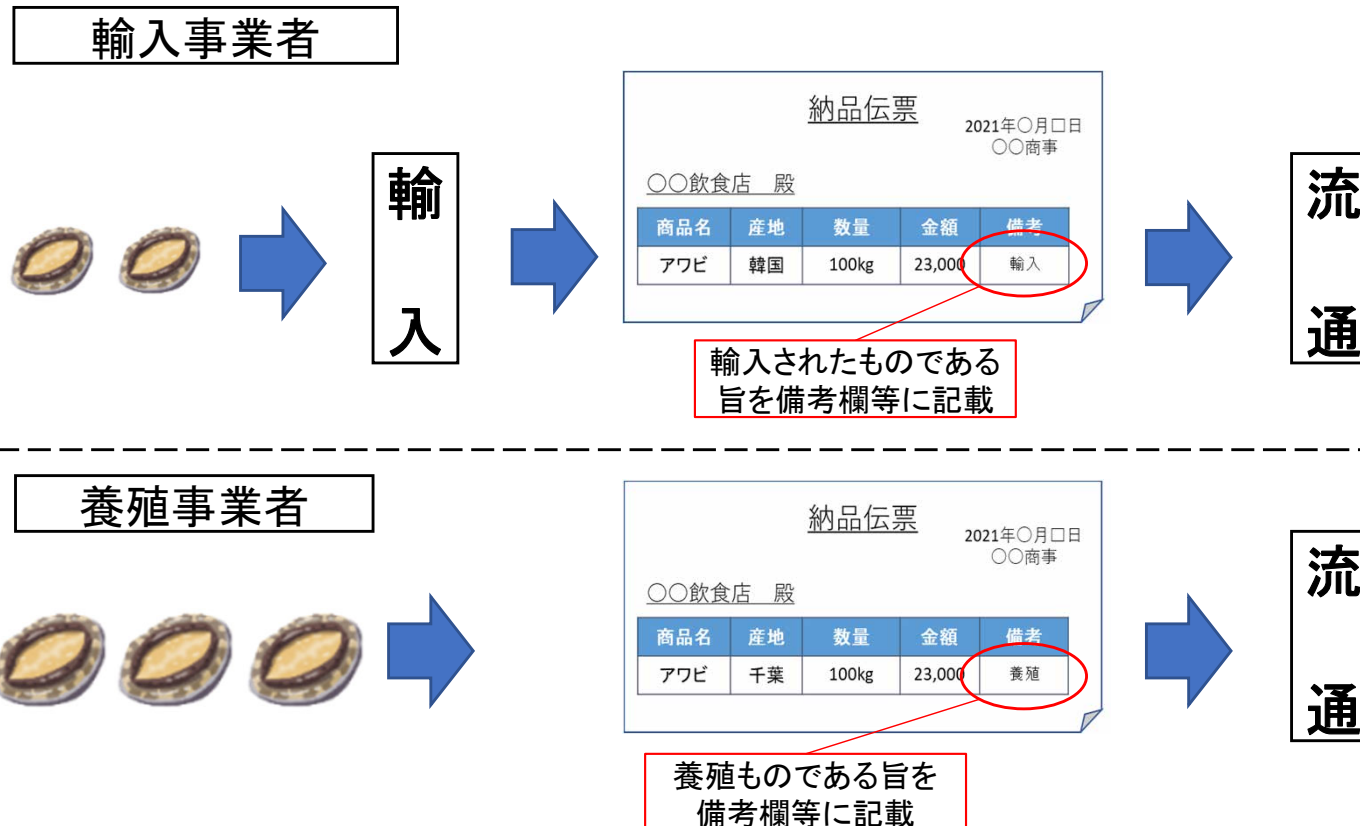 輸入事業者
輸入
納品伝票
2021年〇月□日
〇〇商事
〇〇飲食店　殿
商品名 産地 数量 金額 備考
アワビ 韓国 100kg 23,000 輸入
輸入されたものである
旨を備考欄等に記載
流通
養殖事業者
納品伝票
2021年〇月□日
〇〇商事
〇〇飲食店　殿
商品名 産地 数量 金額 備考
アワビ 千葉 100kg 23,000 養殖
養殖ものである旨を
備考欄等に記載
流通